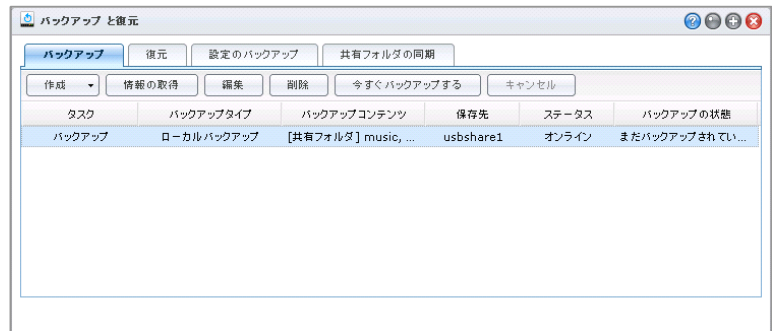 バックアップ と復元
バックアップ 復元 設定のバックアップ 共有フォルダの同期
作成 情報の取得 編集 削除 今すぐバックアップする キャンセル
タスク バックアップタイプ バックアップコンテンツ 保存先 ステータス バックアップの状態
バックアップ ローカルバックアップ [共有フォルダ] music, ... usbshare1 オンライン まだバックアップされてい...